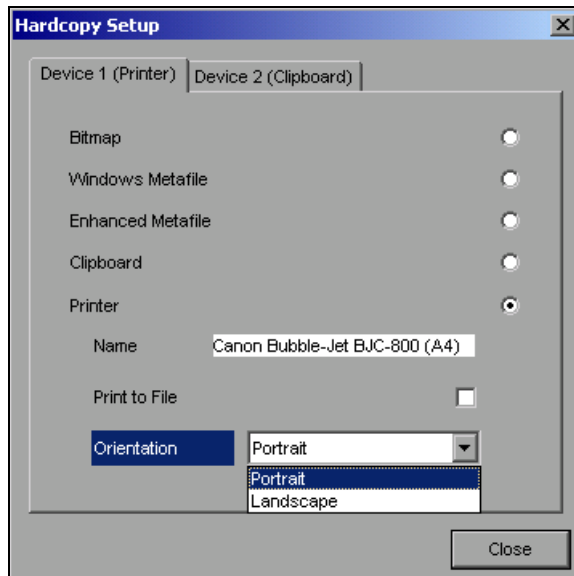 Hardcopy Setup
Device 1 (Printer) Device 2 (Clipboard)
Bitmap
Windows Metafile
Enhanced Metafile
Clipboard
Printer
Name Canon Bubble-Jet BJC-800 (A4)
Print to File
Orientation Portrait
Portrait
Landscape
Close